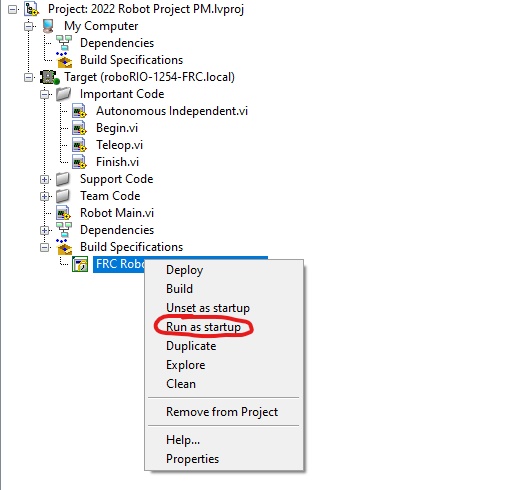 Project: 2022 Robot Project PM.lvproj
My Computer
Dependencies
Build Specifications
Target (roboRIO-1254-FRC.local)
Important Code
Autonomous Independent.vi
Begin.vi
Teleop.vi
Finish.vi
Support Code
Team Code
Robot Main.vi
Dependencies
Build Specifications
FRC
Deploy
Build
Unset as startup
Run as startup
Duplicate
Explore
Clean
Remove from Project
Help...
Properties